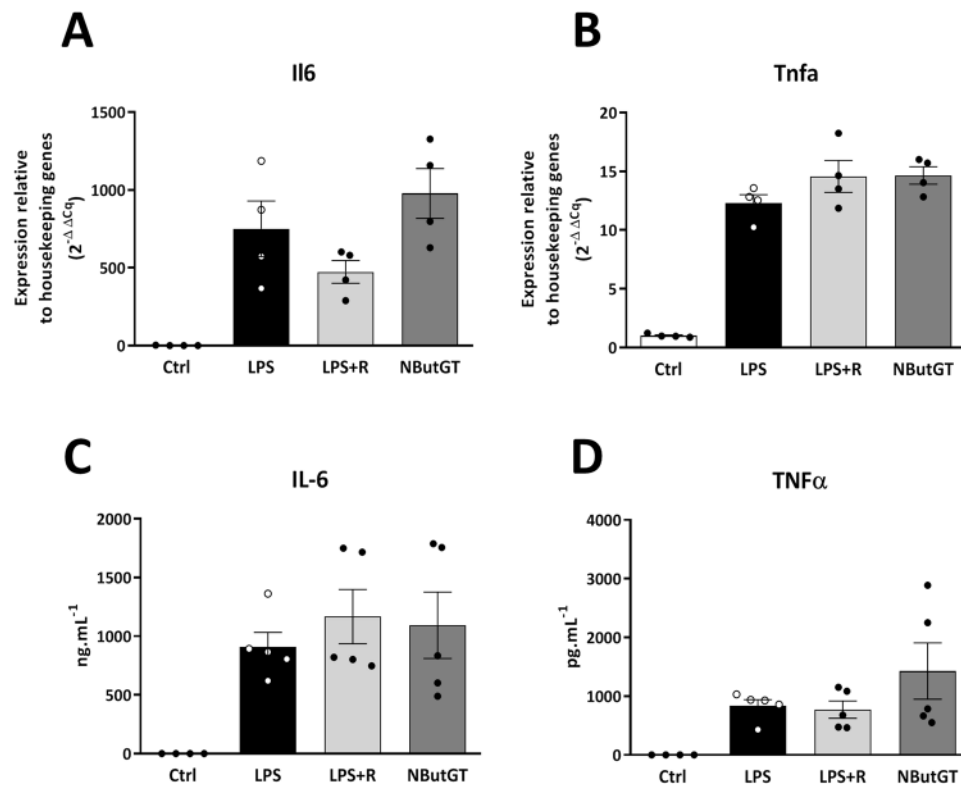 A
Il6
Expression relative
to housekeeping genes
(2^-Δ ΔCq)
1500
1000
500
0
Ctrl LPS LPS+R NButGT
B
Tnfa
Expression relative
to housekeeping genes
(2^-Δ ΔCq)
20
15
10
5
0
Ctrl LPS LPS+R NButGT
C
IL-6
ng.mL⁻¹
2000
1500
1000
500
0
Ctrl LPS LPS+R NButGT
D
TNFα
pg.mL⁻¹
4000
3000
2000
1000
0
Ctrl LPS LPS+R NButGT